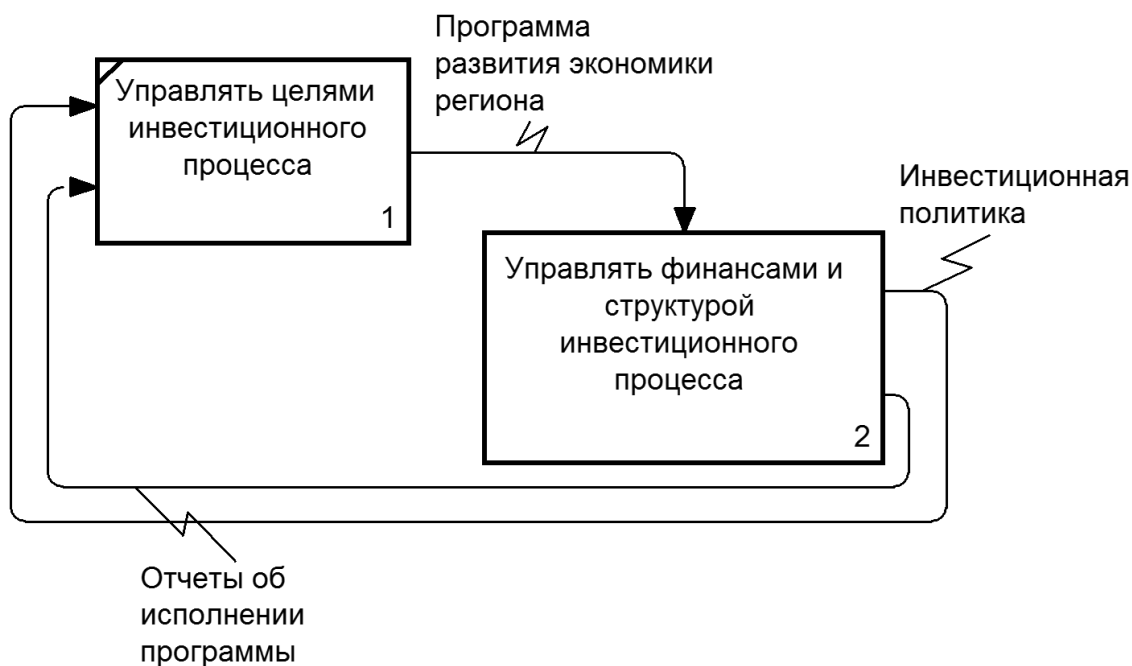 Программа
развития экономики
региона
Управлять целями
инвестиционного
процесса
1
Инвестиционная
политика
Управлять финансами и
структурой
инвестиционного
процесса
2
Отчеты об
исполнении
программы